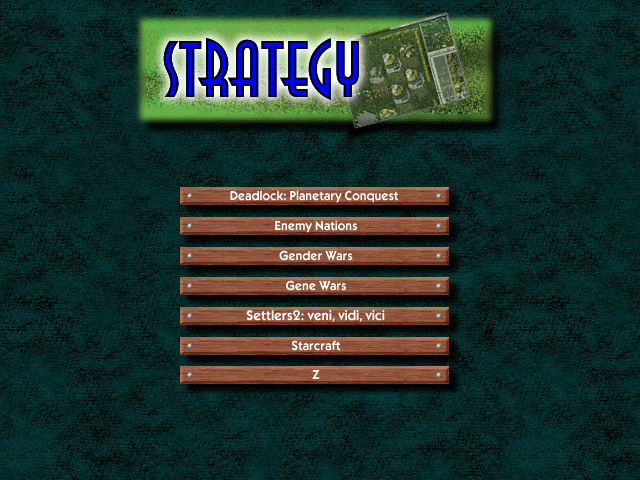 STRATEGY
Deadlock: Planetary Conquest
Enemy Nations
Gender Wars
Gene Wars
Settlers2: veni, vidi, vici
Starcraft
Z